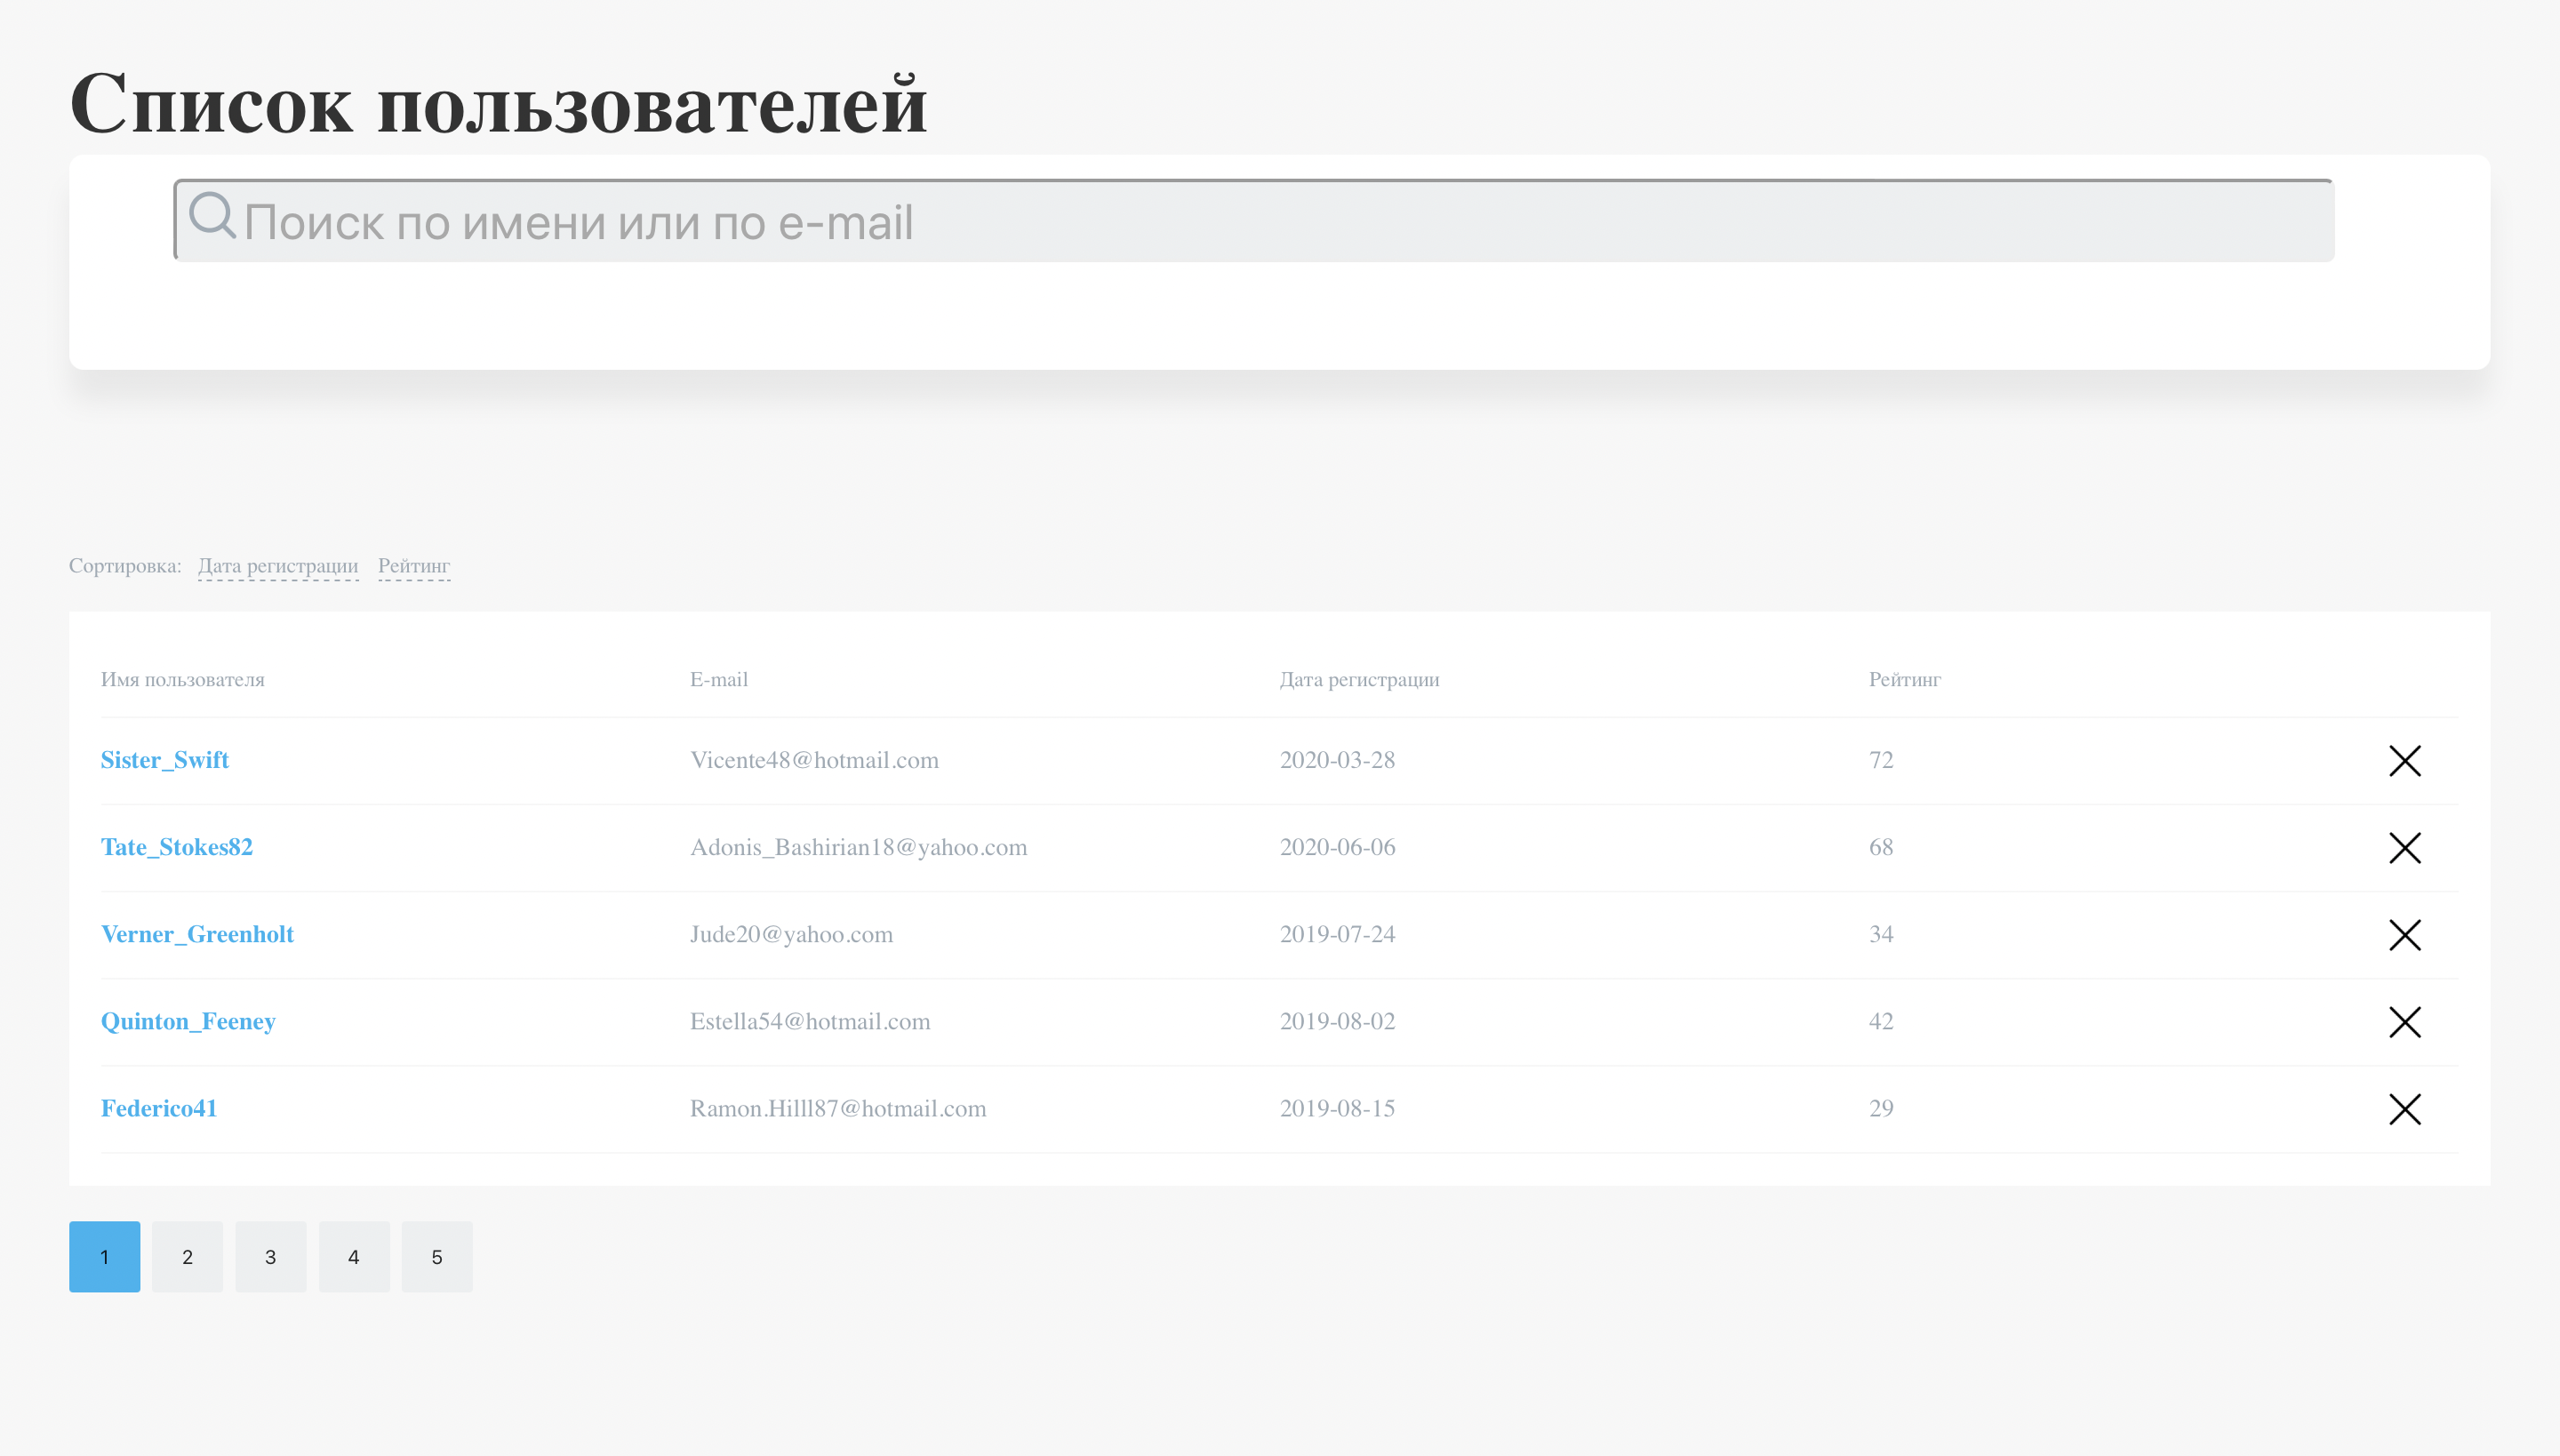 Список пользователей
Поиск по имени или по e-mail
Сортировка: Дата регистрации Рейтинг
Имя пользователя E-mail Дата регистрации Рейтинг
Sister_Swift Vicente48@hotmail.com 2020-03-28 72
Tate_Stokes82 Adonis_Bashirian18@yahoo.com 2020-06-06 68
Verner_Greenholt Jude20@yahoo.com 2019-07-24 34
Quinton_Feeney Estella54@hotmail.com 2019-08-02 42
Federico41 Ramon.Hilll87@hotmail.com 2019-08-15 29
1 2 3 4 5